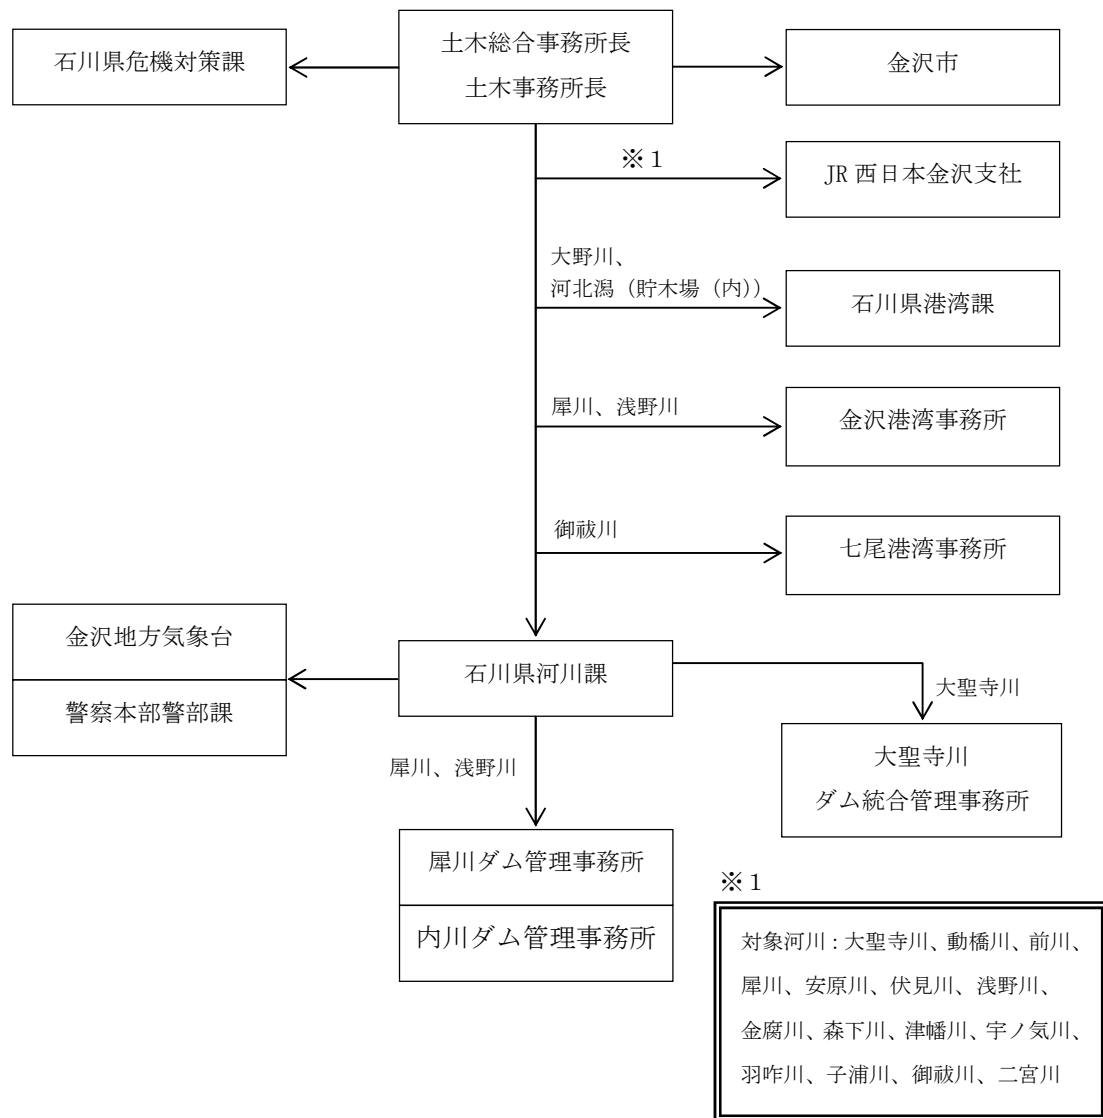 石川県危機対策課
土木総合事務所長
土木事務所長
金沢市
※1
JR 西日本金沢支社
大野川、
河北潟（貯木場（内））
石川県港湾課
犀川、浅野川
金沢港湾事務所
御祓川
七尾港湾事務所
金沢地方気象台
警察本部警部課
石川県河川課
大聖寺川
犀川、浅野川
大聖寺川
ダム統合管理事務所
犀川ダム管理事務所
内川ダム管理事務所
※1
対象河川：大聖寺川、動橋川、前川、
犀川、安原川、伏見川、浅野川、
金腐川、森下川、津幡川、宇ノ気川、
羽咋川、子浦川、御祓川、二宮川